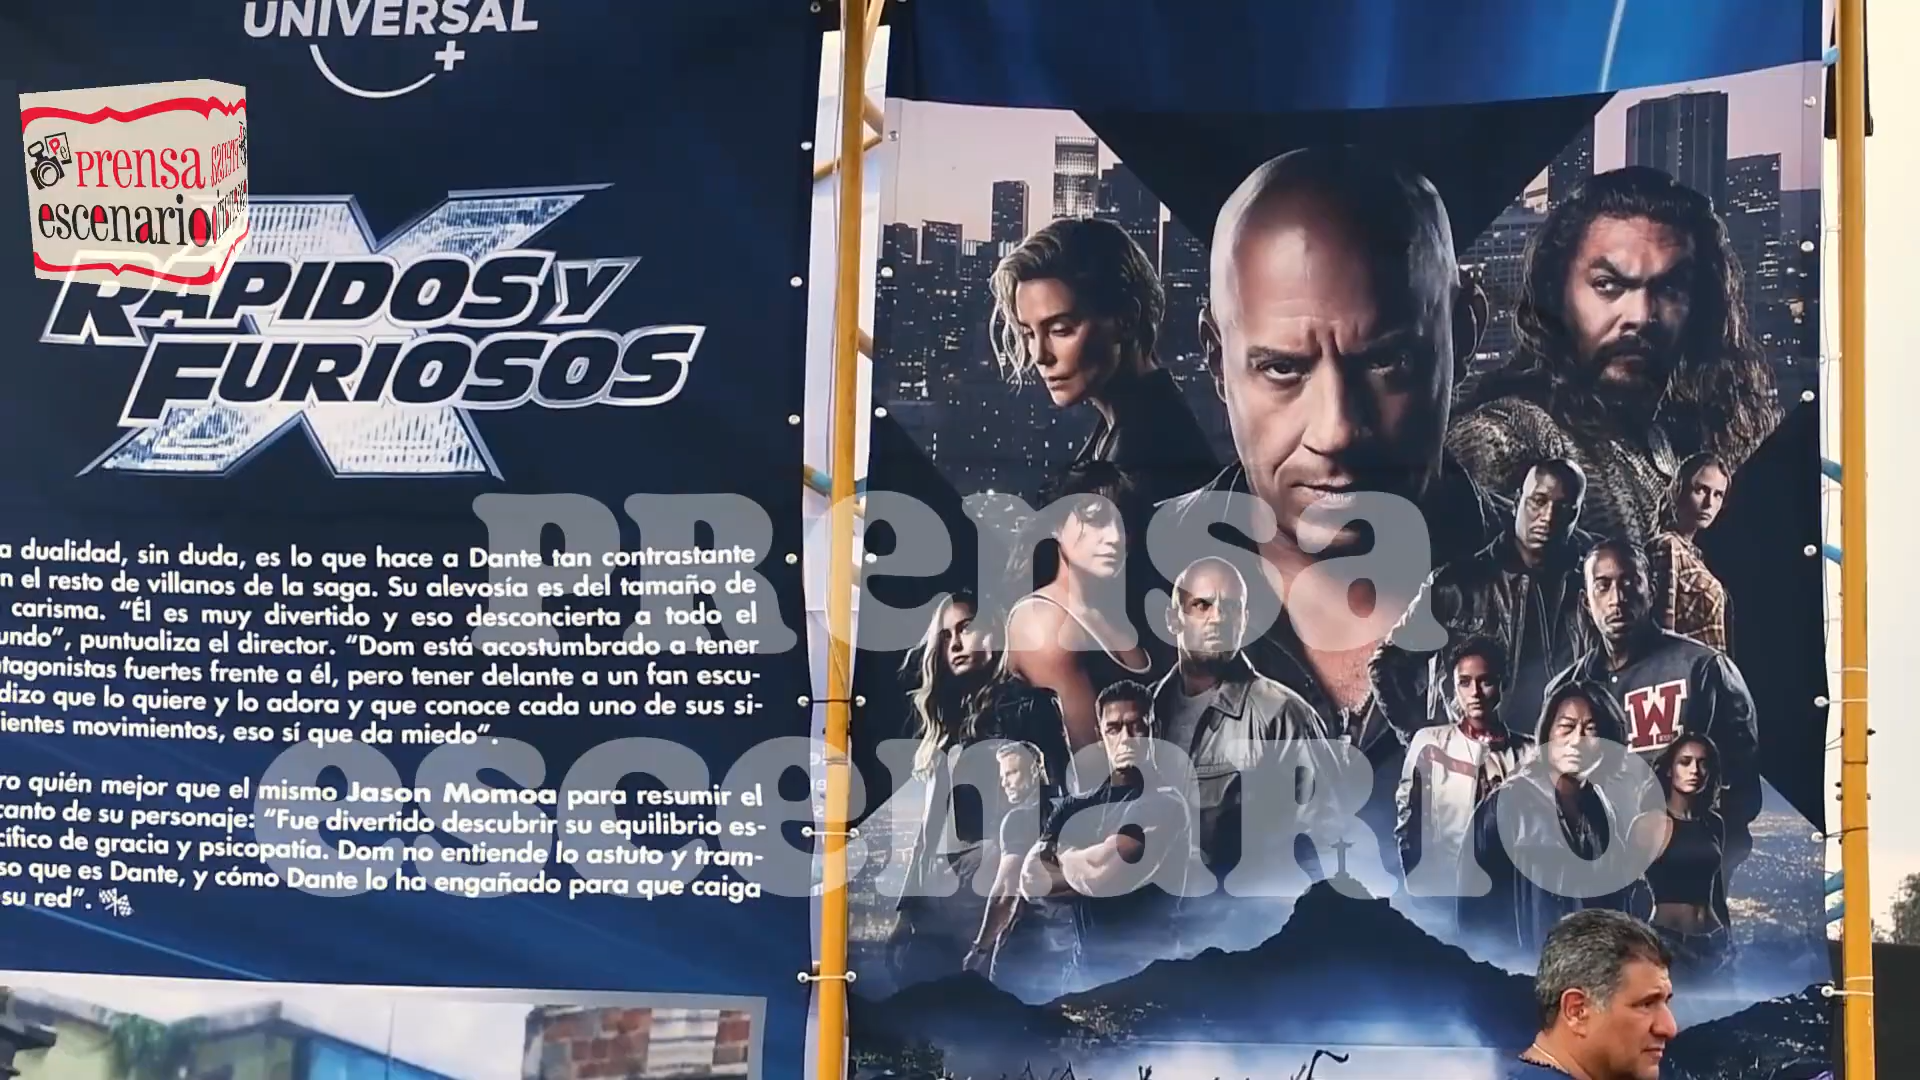 UNIVERSAL
+
Prensa
escenario
RÁPIDOS Y
FURIOSOS
X
a dualidad, sin duda, es lo que hace a Dante tan contrastante
n el resto de villanos de la saga. Su alevosía es del tamaño de
carisma. “Él es muy divertido y eso desconcierta a todo el
undo”, puntualiza el director. “Dom está acostumbrado a tener
tagonistas fuertes frente a él, pero tener delante a un fan escu-
dizo que lo quiere y lo adora y que conoce cada uno de sus si-
ientes movimientos, eso sí que da miedo”.
ro quién mejor que el mismo Jason Momoa para resumir el
canto de su personaje: “Fue divertido descubrir su equilibrio es-
cífico de gracia y psicopatía. Dom no entiende lo astuto y tram-
so que es Dante, y cómo Dante lo ha engañado para que caiga
su red”.
W
PRensa
escenaRIO